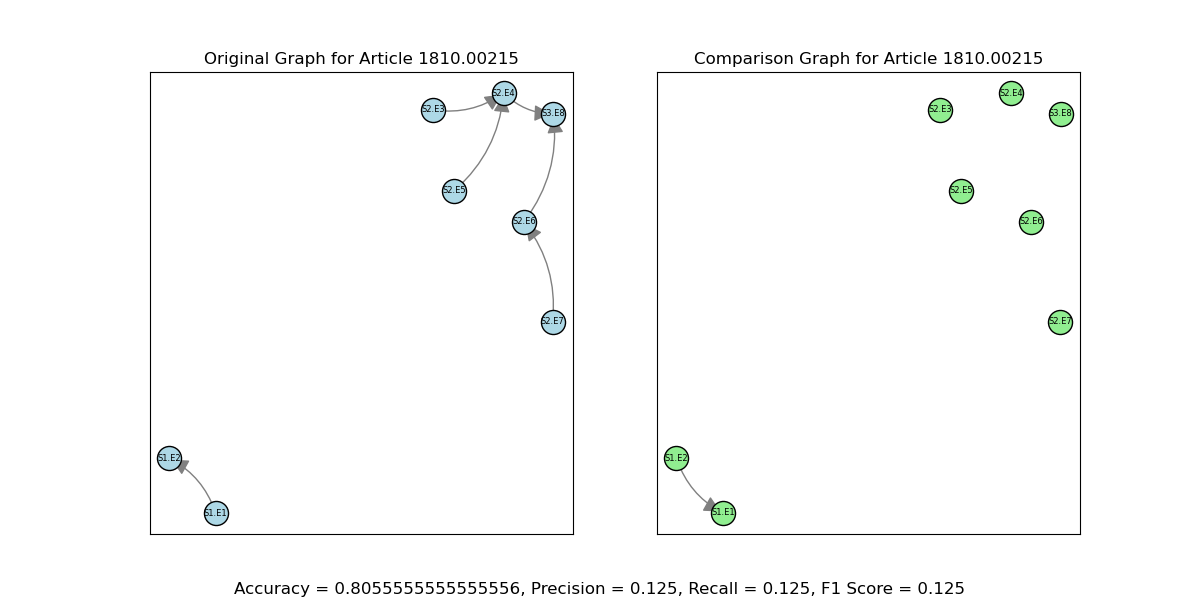 Original Graph for Article 1810.00215
S2.E3
S2.E4
S3.E8
S2.E5
S2.E6
S2.E7
S1.E2
S1.E1
Comparison Graph for Article 1810.00215
S2.E3
S2.E4
S3.E8
S2.E5
S2.E6
S2.E7
S1.E2
S1.E1
Accuracy = 0.8055555555555556, Precision = 0.125, Recall = 0.125, F1 Score = 0.125